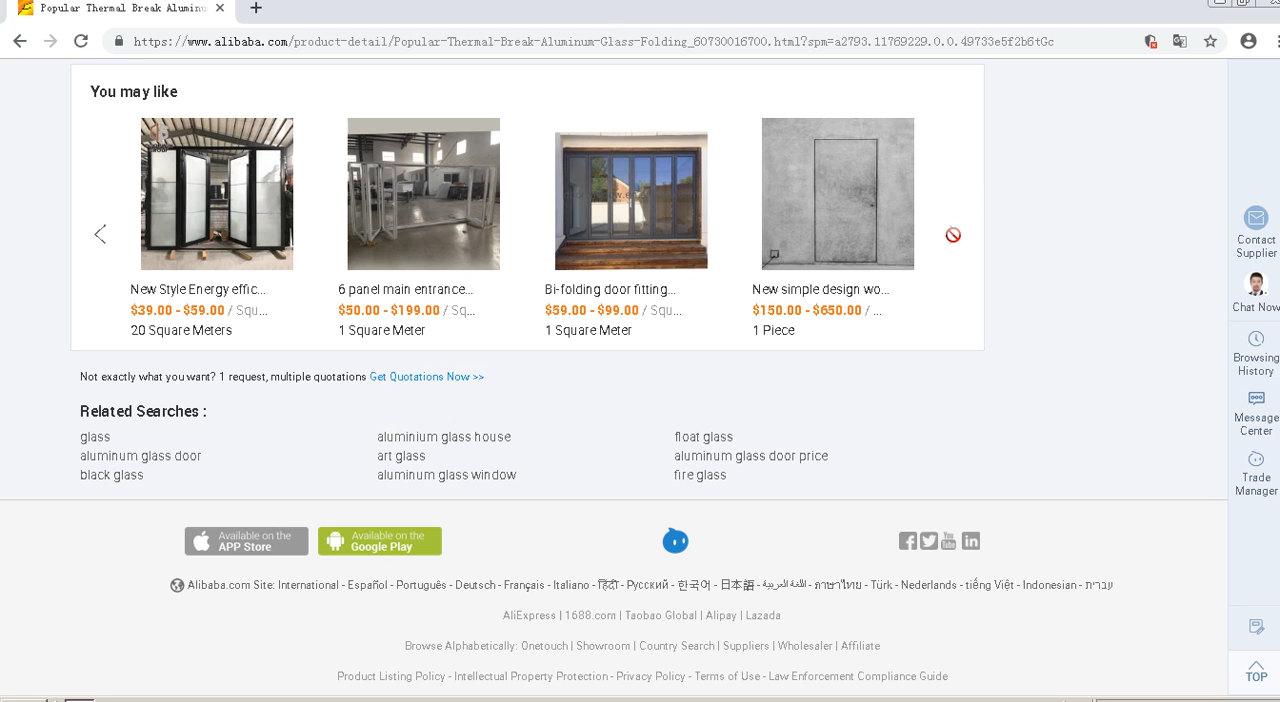 Popular Thermal Break Aluminu
https://www.alibaba.com/product-detail/Popular-Thermal-Break-Aluminum-Glass-Folding_60730016700.html?spm=a2793.11769229.0.0.49733e5f2b6tGc
You may like
New Style Energy effic...
6 panel main entrance...
Bi-folding door fitting...
New simple design wo...
$39.00 - $59.00 / Squ...
$50.00 - $199.00 / Sq...
$59.00 - $99.00 / Squ...
$150.00 - $650.00 / ...
20 Square Meters
1 Square Meter
1 Square Meter
1 Piece
Not exactly what you want? 1 request, multiple quotations Get Quotations Now >>
Related Searches :
glass
aluminium glass house
float glass
aluminum glass door
art glass
aluminum glass door price
black glass
aluminum glass window
fire glass
Available on the
APP Store
Available on the
Google Play
You
Tube
Alibaba.com Site: International - Español - Português - Deutsch - Français - Italiano - हिंदी - Русский - 한국어 - 日本語 - اللغة العربية - ภาษาไทย - Türk - Nederlands - tiếng Việt - Indonesian - עברית
AliExpress | 1688.com | Taobao Global | Alipay | Lazada
Browse Alphabetically: Onetouch | Showroom | Country Search | Suppliers | Wholesaler | Affiliate
Product Listing Policy - Intellectual Property Protection - Privacy Policy - Terms of Use - Law Enforcement Compliance Guide
Contact
Supplier
Chat Now
Browsing
History
Message
Center
Trade
Manager
TOP